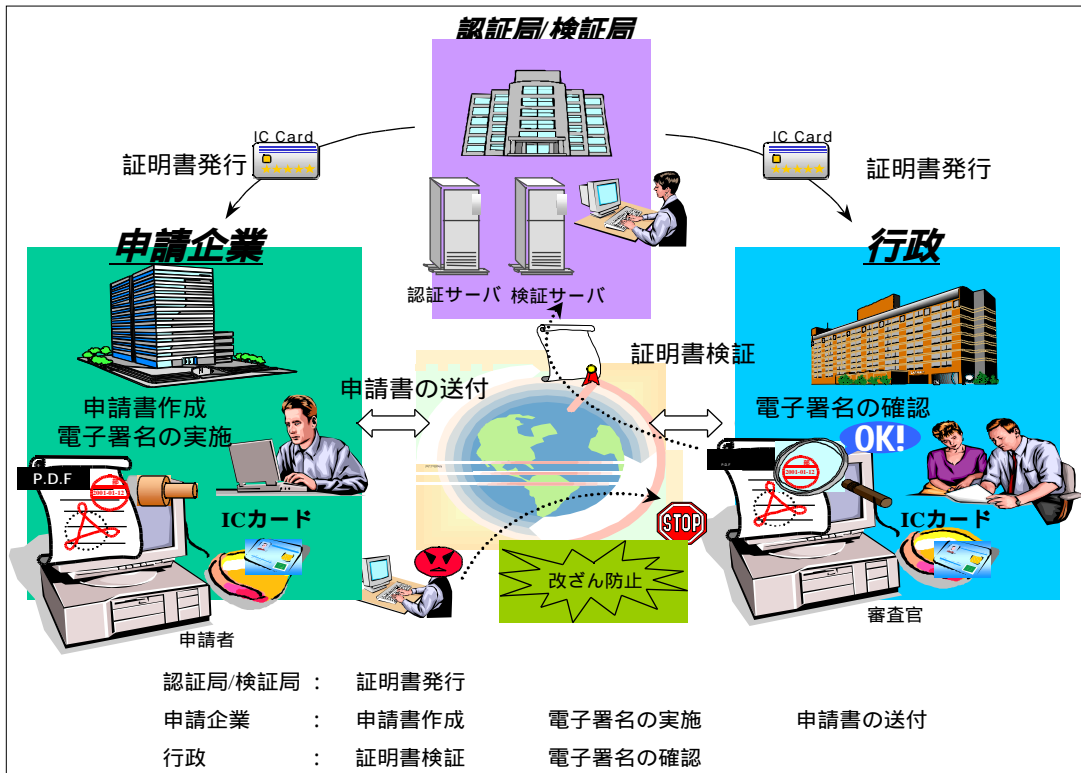 認証局/検証局
IC Card
証明書発行
IC Card
証明書発行
申請企業
行政
認証サーバ 検証サーバ
証明書検証
申請書の送付
申請書作成
電子署名の実施
電子署名の確認
OK!
P.D.F
2001-01-12
P.D.F
2001-01-12
ICカード
ICカード
STOP
改ざん防止
申請者
審査官
認証局/検証局 : 証明書発行
申請企業 : 申請書作成 電子署名の実施 申請書の送付
行政 : 証明書検証 電子署名の確認